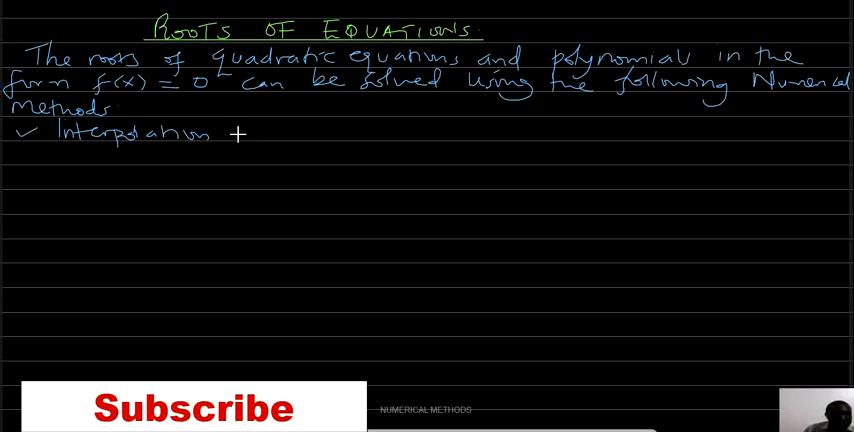 ROOTS OF EQUATIONS.
The roots of quadratic equations and polynomials in the
form f(x) = 0 can be solved using the following Numerical
Methods.
✓ Interpolation
Subscribe
NUMERICAL METHODS